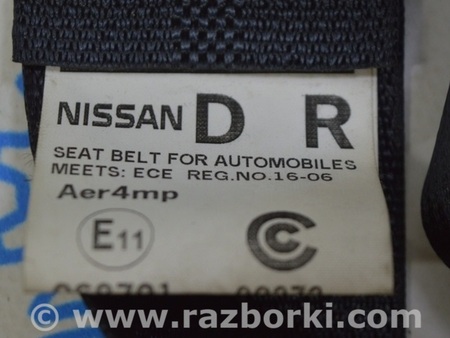 NISSAN D R
SEAT BELT FOR AUTOMOBILES
MEETS: ECE REG.NO.16-06
Aer4mp
E11
www.razborki.com